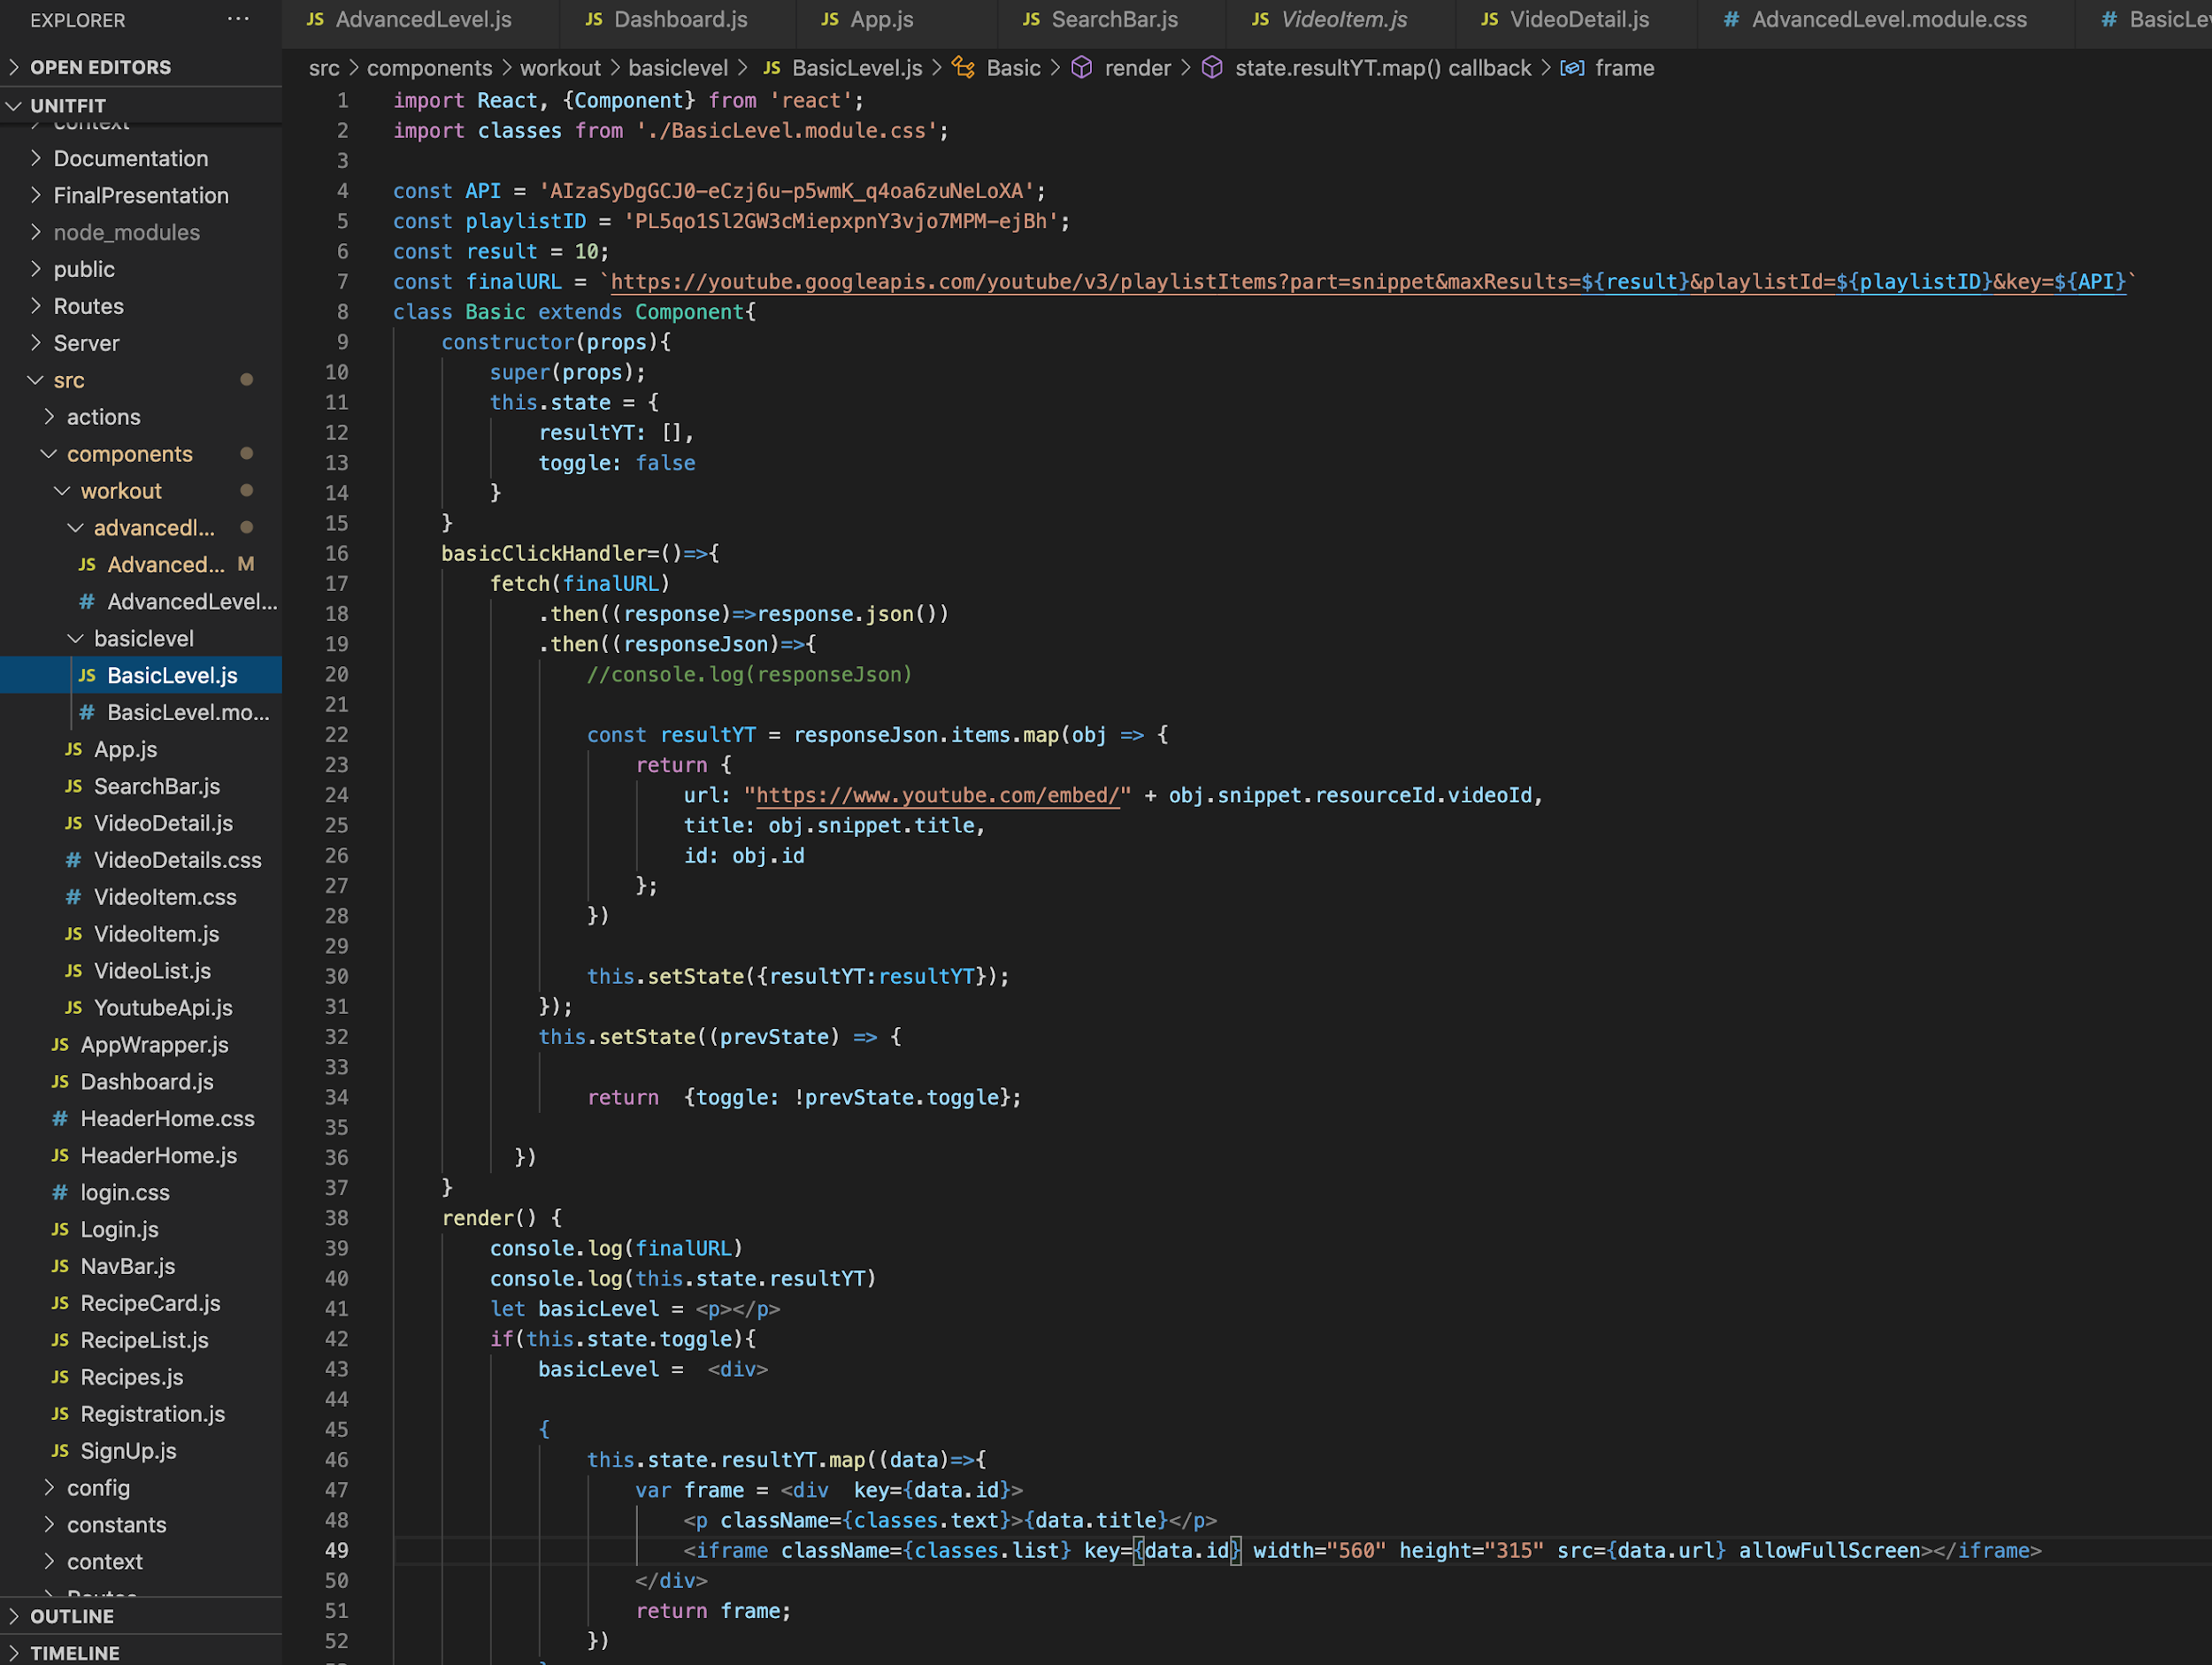 EXPLORER ···
OPEN EDITORS
UNITFIT
context
Documentation
FinalPresentation
node_modules
public
Routes
Server
src
actions
components
workout
advancedl...
JS Advanced... M
# AdvancedLevel...
basiclevel
JS BasicLevel.js
# BasicLevel.mo...
JS App.js
JS SearchBar.js
JS VideoDetail.js
# VideoDetails.css
# VideoItem.css
JS VideoItem.js
JS VideoList.js
JS YoutubeApi.js
JS AppWrapper.js
JS Dashboard.js
# HeaderHome.css
JS HeaderHome.js
# login.css
JS Login.js
JS NavBar.js
JS RecipeCard.js
JS RecipeList.js
JS Recipes.js
JS Registration.js
JS SignUp.js
config
constants
context
Routes
OUTLINE
TIMELINE
JS AdvancedLevel.js JS Dashboard.js JS App.js JS SearchBar.js JS VideoItem.js JS VideoDetail.js # AdvancedLevel.module.css # BasicLe
src > components > workout > basiclevel > JS BasicLevel.js > Basic > render > state.resultYT.map() callback > frame
1 import React, {Component} from 'react';
2 import classes from './BasicLevel.module.css';
3
4 const API = 'AIzaSyDgGCJ0-eCzj6u-p5wmK_q4oa6zuNeLoXA';
5 const playlistID = 'PL5qo1Sl2GW3cMiepxpnY3vjo7MPM-ejBh';
6 const result = 10;
7 const finalURL = `https://youtube.googleapis.com/youtube/v3/playlistItems?part=snippet&maxResults=${result}&playlistId=${playlistID}&key=${API}`
8 class Basic extends Component{
9 constructor(props){
10 super(props);
11 this.state = {
12 resultYT: [],
13 toggle: false
14 }
15 }
16 basicClickHandler=()=>{
17 fetch(finalURL)
18 .then((response)=>response.json())
19 .then((responseJson)=>{
20 //console.log(responseJson)
21
22 const resultYT = responseJson.items.map(obj => {
23 return {
24 url: "https://www.youtube.com/embed/" + obj.snippet.resourceId.videoId,
25 title: obj.snippet.title,
26 id: obj.id
27 };
28 })
29
30 this.setState({resultYT:resultYT});
31 });
32 this.setState((prevState) => {
33
34 return  {toggle: !prevState.toggle};
35
36 })
37 }
38 render() {
39 console.log(finalURL)
40 console.log(this.state.resultYT)
41 let basicLevel = <p></p>
42 if(this.state.toggle){
43 basicLevel =  <div>
44
45 {
46 this.state.resultYT.map((data)=>{
47 var frame = <div  key={data.id}>
48 <p className={classes.text}>{data.title}</p>
49 <iframe className={classes.list} key={data.id} width="560" height="315" src={data.url} allowFullScreen></iframe>
50 </div>
51 return frame;
52 })